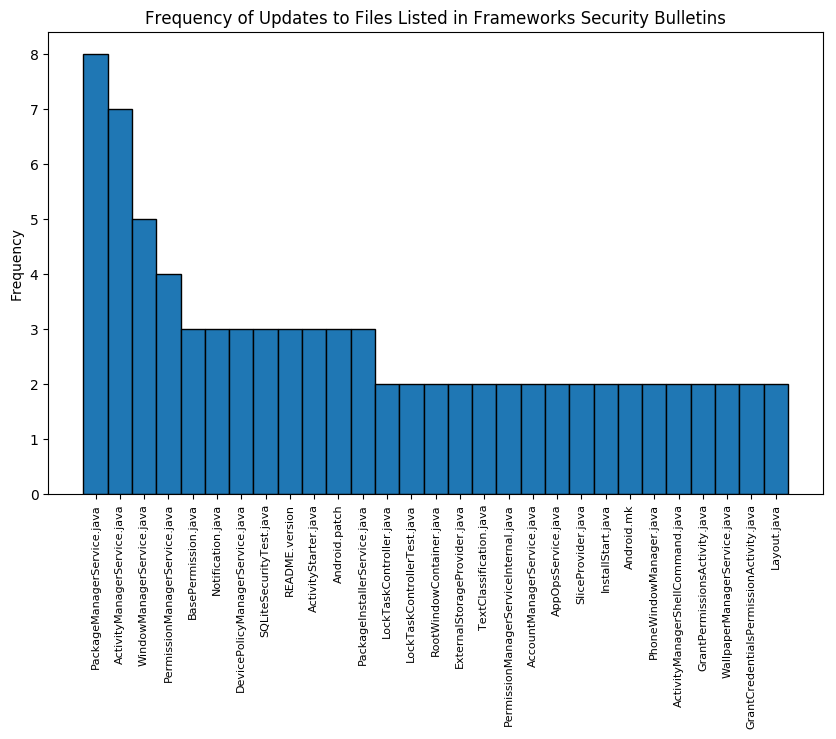 Frequency of Updates to Files Listed in Frameworks Security Bulletins
8
7
6
5
4
3
2
1
0
Frequency
PackageManagerService.java
ActivityManagerService.java
WindowManagerService.java
PermissionManagerService.java
BasePermission.java
Notification.java
DevicePolicyManagerService.java
SQLiteSecurityTest.java
README.version
ActivityStarter.java
Android.patch
PackageInstallerService.java
LockTaskController.java
LockTaskControllerTest.java
RootWindowContainer.java
ExternalStorageProvider.java
TextClassification.java
PermissionManagerServiceInternal.java
AccountManagerService.java
AppOpsService.java
SliceProvider.java
InstallStart.java
Android.mk
PhoneWindowManager.java
ActivityManagerShellCommand.java
GrantPermissionsActivity.java
WallpaperManagerService.java
GrantCredentialsPermissionActivity.java
Layout.java